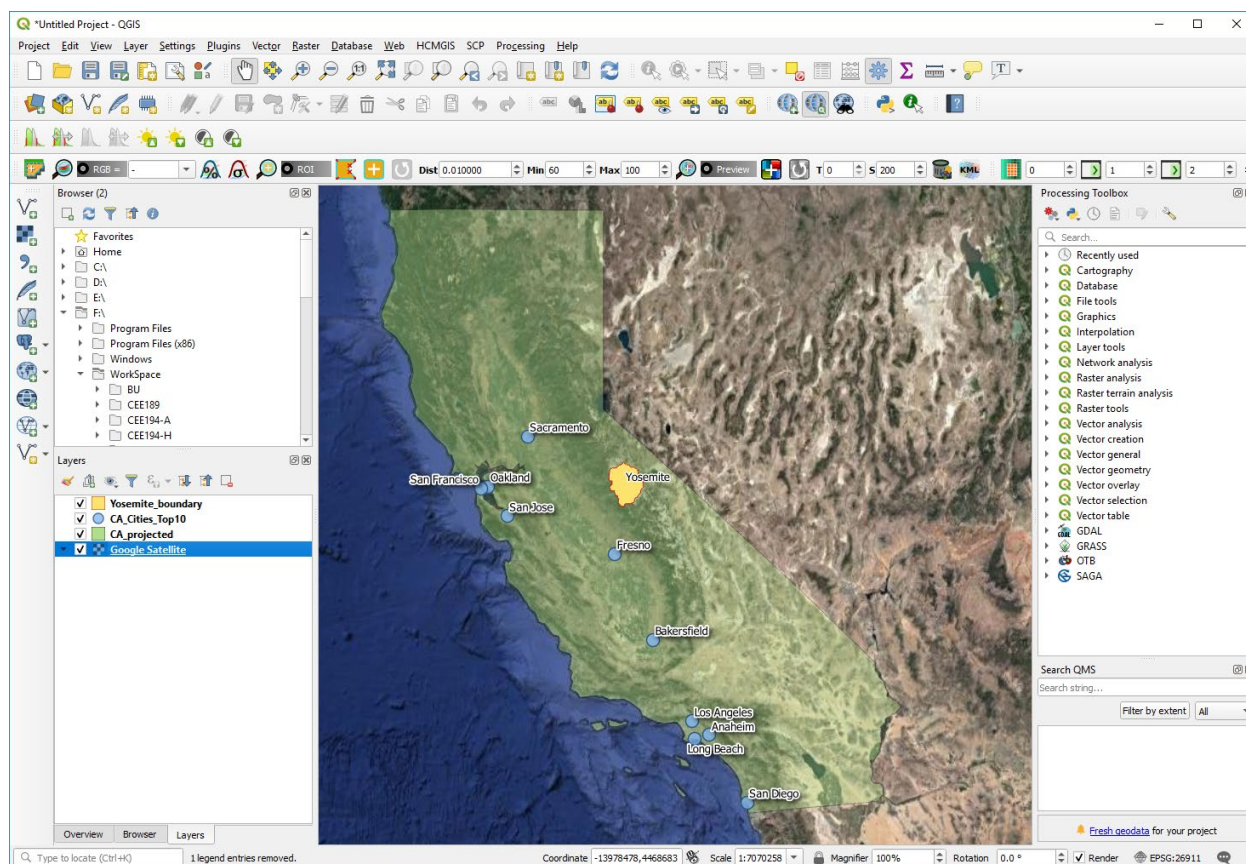 *Untitled Project - QGIS
Project Edit View Layer Settings Plugins Vector Raster Database Web HCMGIS SCP Processing Help
RGB = - ROI Dist 0.010000 Min 60 Max 100 Preview T 0 S 200 KML 0 1 2
Browser (2)
Favorites
Home
C:\
D:\
E:\
F:\
Program Files
Program Files (x86)
Windows
WorkSpace
BU
CEE189
CEE194-A
CEE194-H
Layers
Yosemite_boundary
CA_Cities_Top10
CA_projected
Google Satellite
Overview Browser Layers
Sacramento
San Francisco
Oakland
Yosemite
San Jose
Fresno
Bakersfield
Los Angeles
Anaheim
Long Beach
San Diego
Processing Toolbox
Search...
Recently used
Cartography
Database
File tools
Graphics
Interpolation
Layer tools
Network analysis
Raster analysis
Raster terrain analysis
Raster tools
Vector analysis
Vector creation
Vector general
Vector geometry
Vector overlay
Vector selection
Vector table
GDAL
GRASS
OTB
SAGA
Search QMS
Search string...
Filter by extent All
Fresh geodata for your project
Type to locate (Ctrl+K) 1 legend entries removed. Coordinate -13978478,4468683 Scale 1:7070258 Magnifier 100% Rotation 0.0 ° Render EPSG:26911